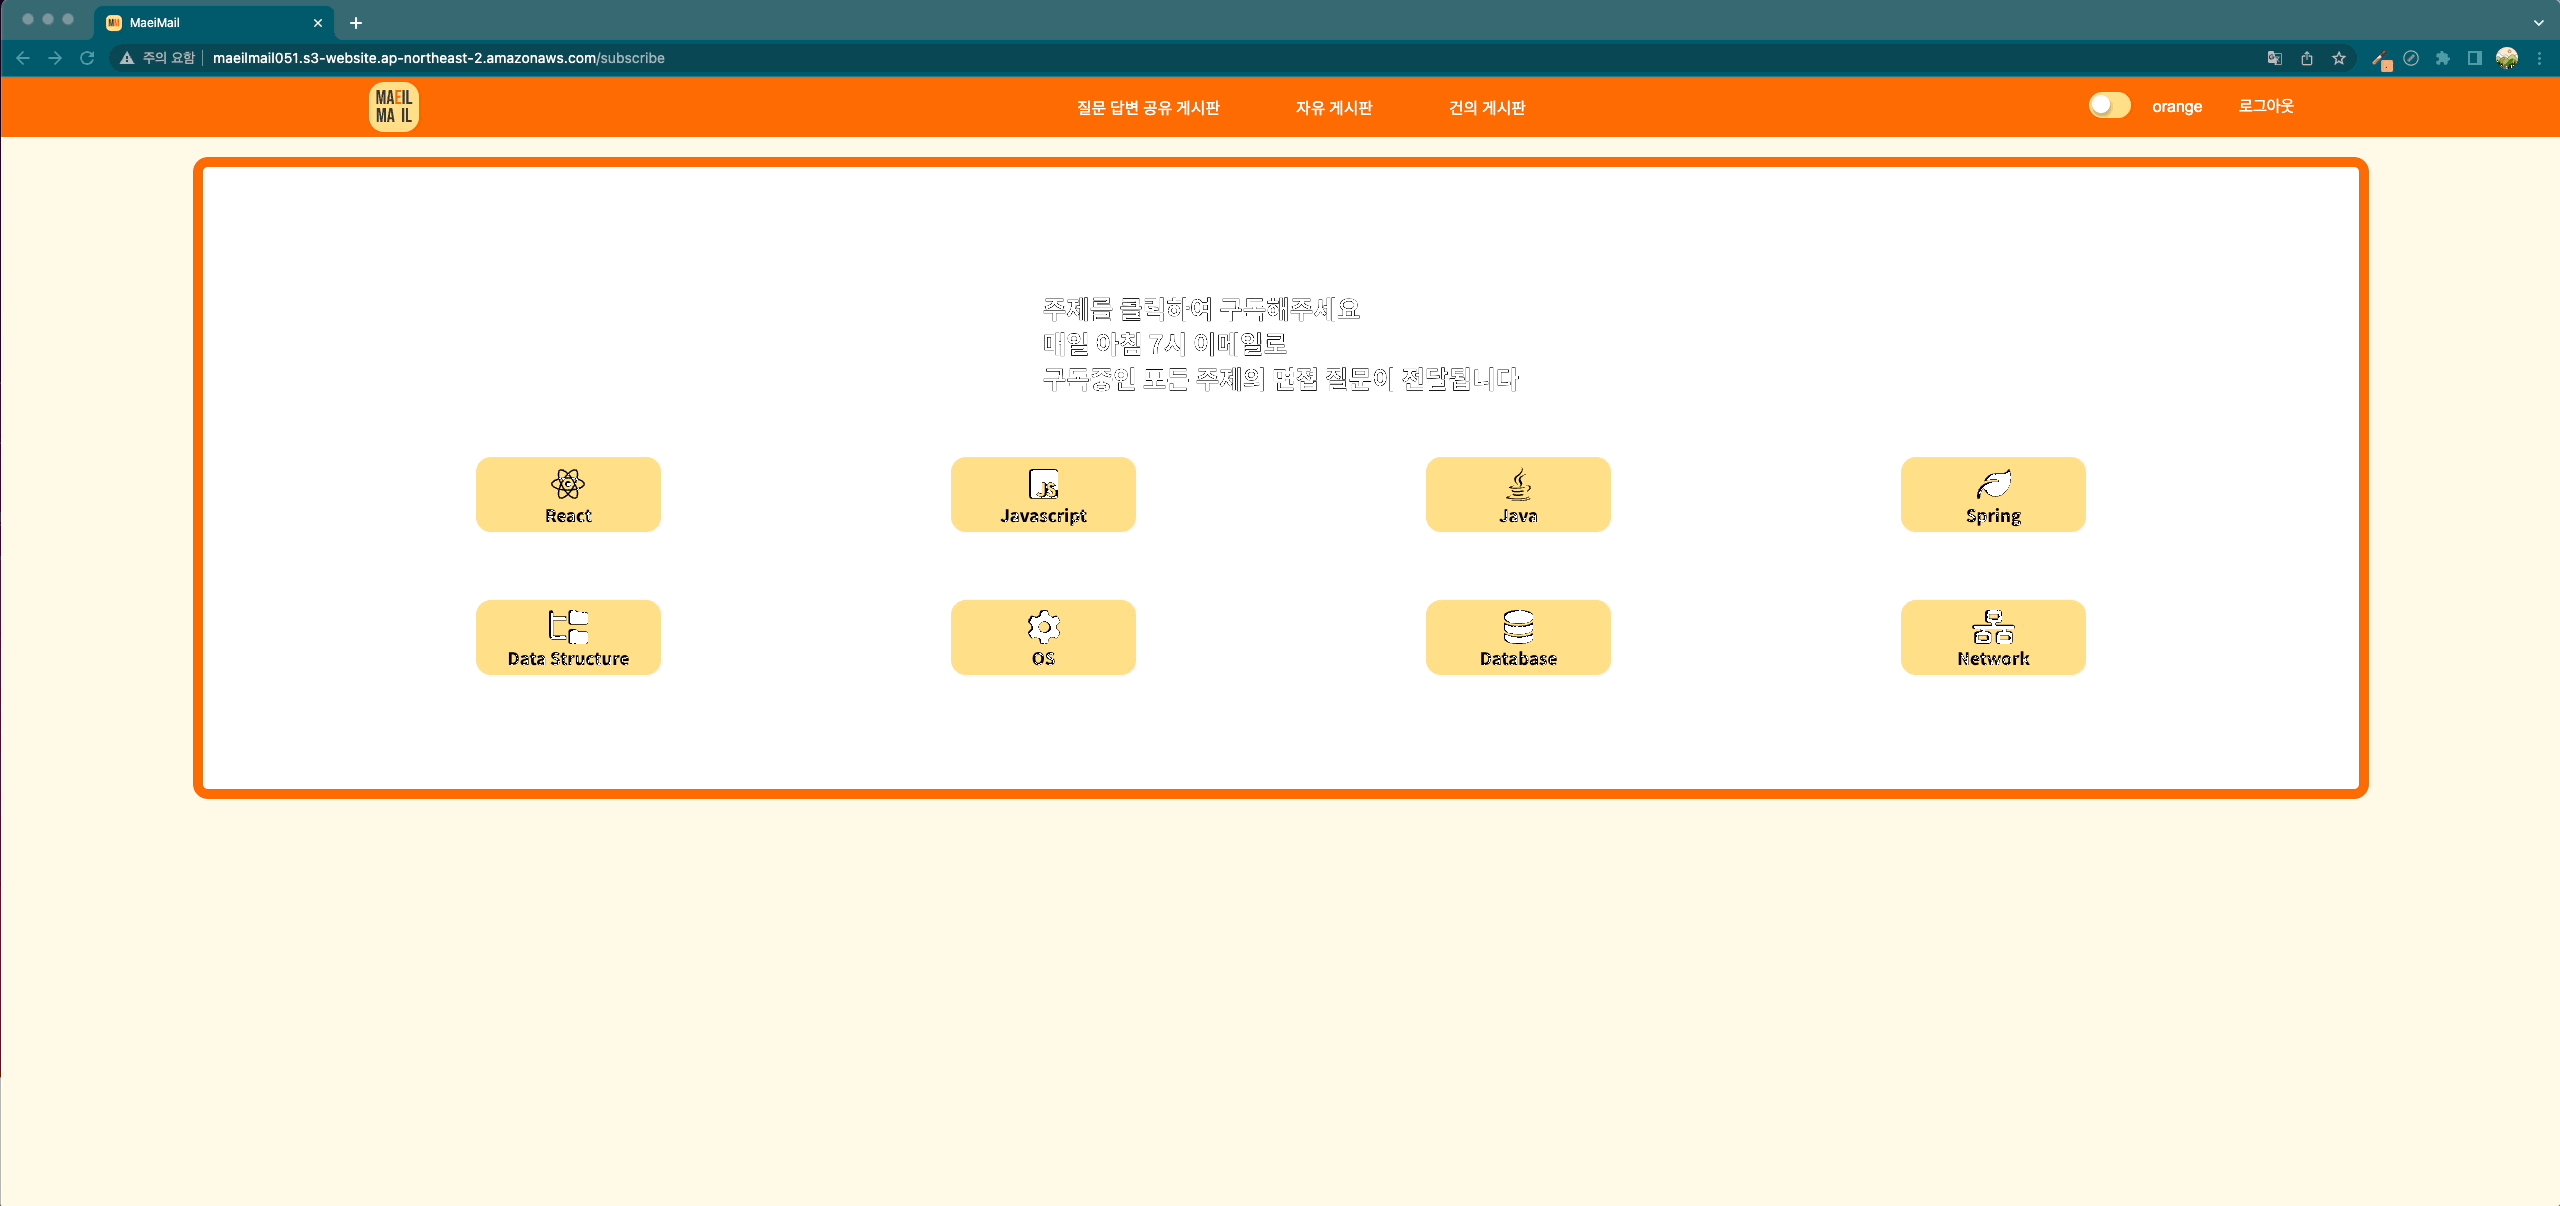 MaeiMail
주의 요함 maeilmail051.s3-website.ap-northeast-2.amazonaws.com/subscribe
MAEIL
MA IL
질문 답변 공유 게시판 자유 게시판 건의 게시판 orange 로그아웃
주제를 클릭하여 구독해주세요
매일 아침 7시 이메일로
구독중인 모든 주제의 면접 질문이 전달됩니다
JS
React Javascript Java Spring
Data Structure OS Database Network